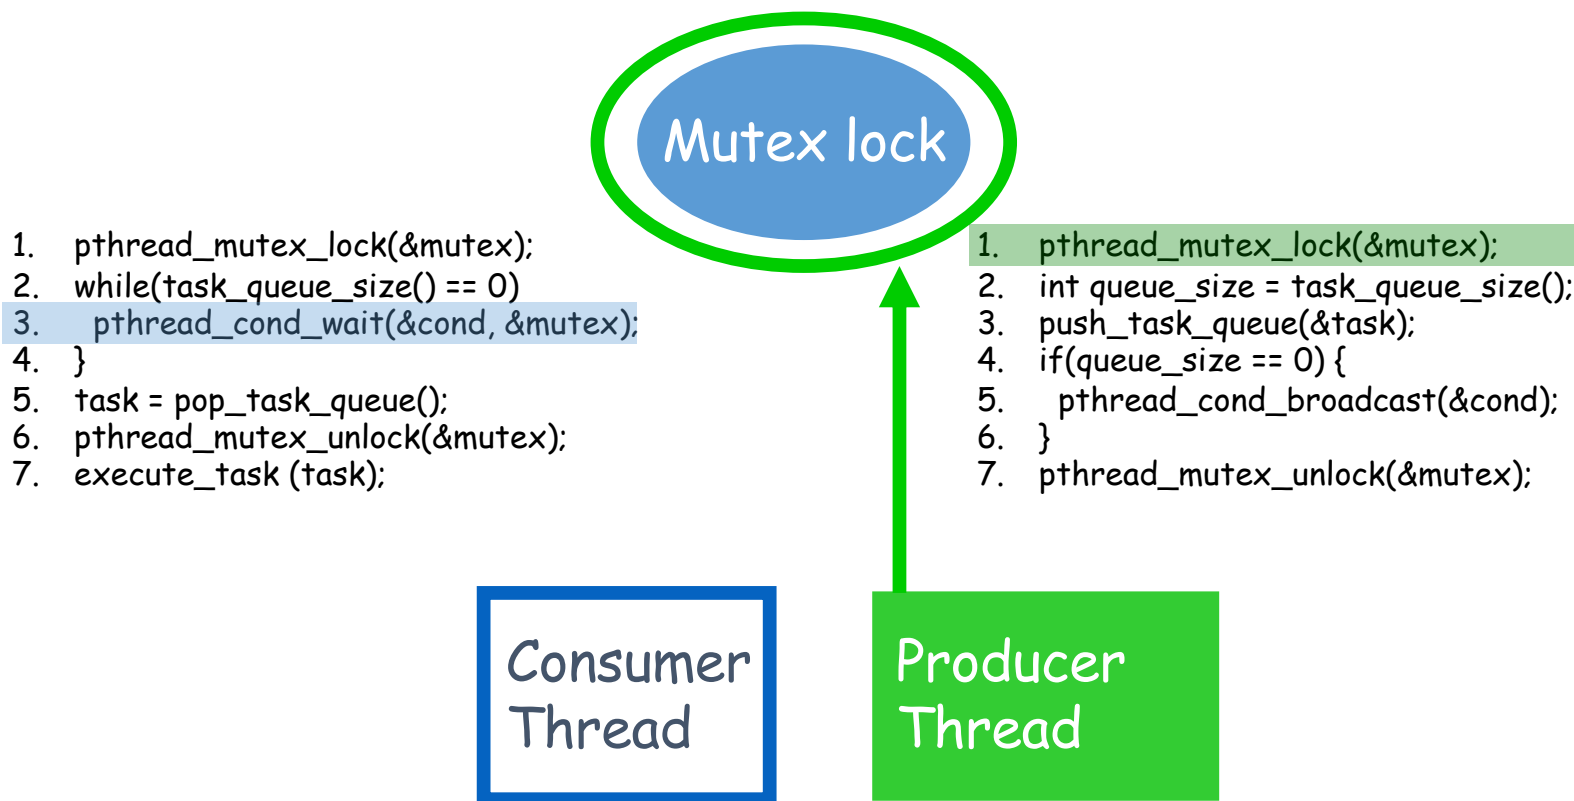 Mutex lock
1. pthread_mutex_lock(&mutex);
2. while(task_queue_size() == 0)
3. pthread_cond_wait(&cond, &mutex);
4. }
5. task = pop_task_queue();
6. pthread_mutex_unlock(&mutex);
7. execute_task (task);
1. pthread_mutex_lock(&mutex);
2. int queue_size = task_queue_size();
3. push_task_queue(&task);
4. if(queue_size == 0) {
5. pthread_cond_broadcast(&cond);
6. }
7. pthread_mutex_unlock(&mutex);
Consumer
Thread
Producer
Thread